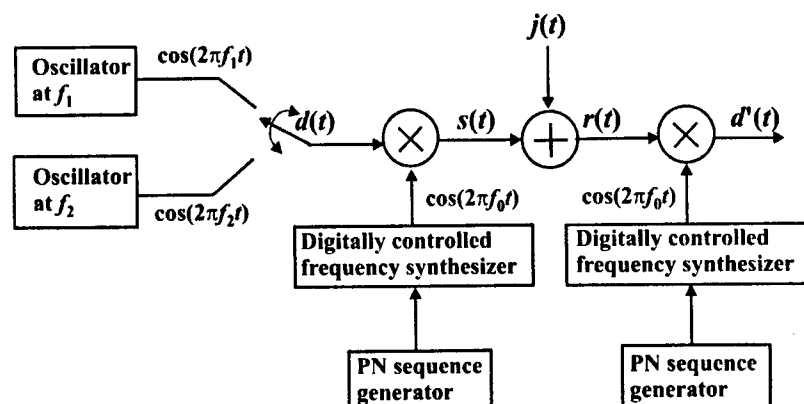 j(t)
cos(2πf₁t)
Oscillator
at f₁
d(t)
s(t)
r(t)
d'(t)
Oscillator
at f₂
cos(2πf₂t)
cos(2πf₀t)
cos(2πf₀t)
Digitally controlled
frequency synthesizer
Digitally controlled
frequency synthesizer
PN sequence
generator
PN sequence
generator